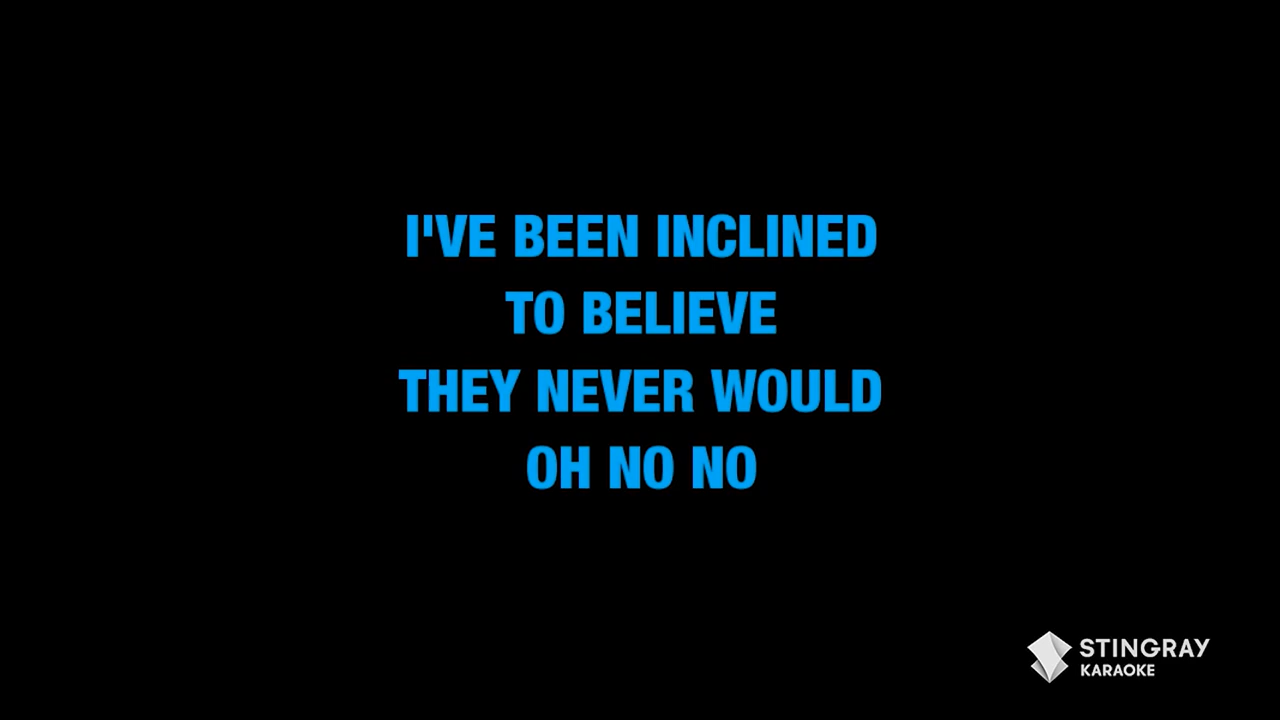 I'VE BEEN INCLINED
TO BELIEVE
THEY NEVER WOULD
OH NO NO
STINGRAY
KARAOKE